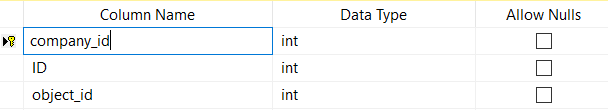 Column Name Data Type Allow Nulls
company_id int
ID int
object_id int